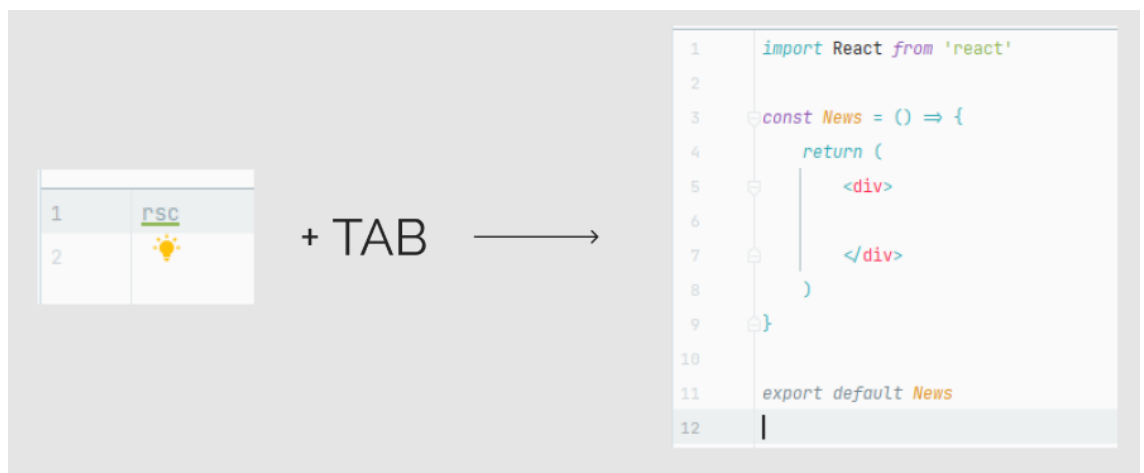 1 rsc
2
+ TAB
1 import React from 'react'
2
3 const News = () ⇒ {
4 return (
5 <div>
6
7 </div>
8 )
9 }
10
11 export default News
12